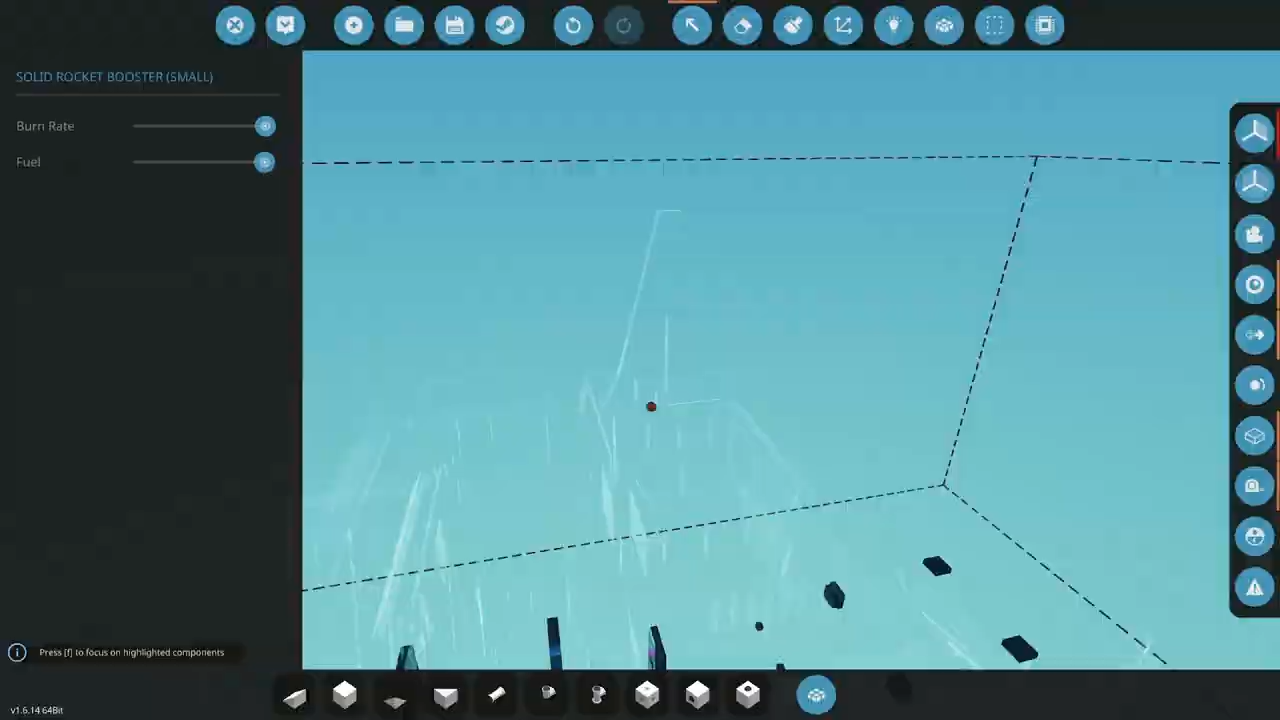 SOLID ROCKET BOOSTER (SMALL)
Burn Rate
Fuel
Press [f] to focus on highlighted components
v1.6.14 64Bit